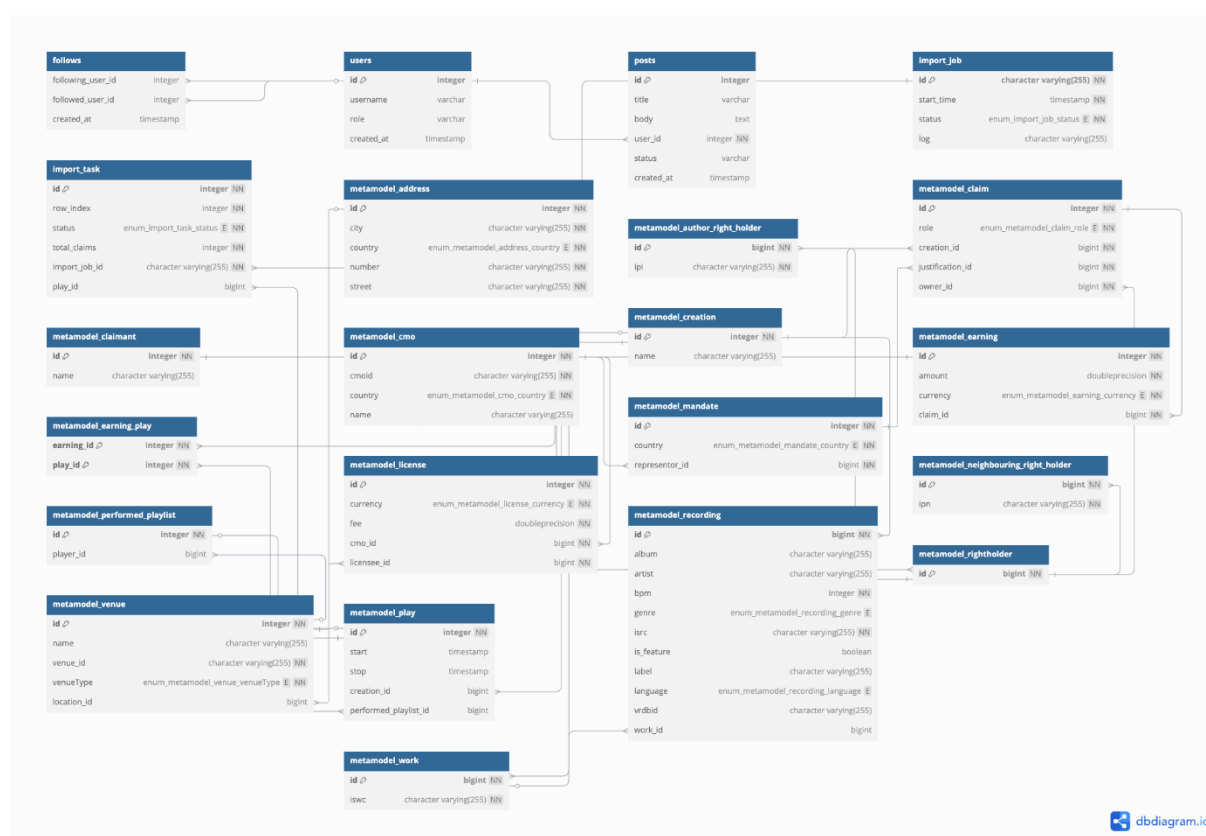 follows
following_user_id integer
followed_user_id integer
created_at timestamp
users
id integer
username varchar
role varchar
created_at timestamp
posts
id integer
title varchar
body text
user_id integer NN
status varchar
created_at timestamp
import_job
id character varying(255) NN
start_time timestamp NN
status enum_import_job_status E NN
log character varying(255)
import_task
id integer NN
row_index integer NN
status enum_import_task_status E NN
total_claims integer NN
import_job_id character varying(255) NN
play_id bigint
metamodel_address
id integer NN
city character varying(255) NN
country enum_metamodel_address_country E NN
number character varying(255) NN
street character varying(255) NN
metamodel_author_right_holder
id bigint NN
ipi character varying(255) NN
metamodel_claim
id integer NN
role enum_metamodel_claim_role E NN
creation_id bigint NN
justification_id bigint NN
owner_id bigint NN
metamodel_claimant
id integer NN
name character varying(255)
metamodel_cmo
id integer NN
cmoid character varying(255) NN
country enum_metamodel_cmo_country E NN
name character varying(255)
metamodel_creation
id integer NN
name character varying(255)
metamodel_earning
id integer NN
amount doubleprecision NN
currency enum_metamodel_earning_currency E NN
claim_id bigint NN
metamodel_earning_play
earning_id integer NN
play_id integer NN
metamodel_license
id integer NN
currency enum_metamodel_license_currency E NN
fee doubleprecision NN
cmo_id bigint NN
licensee_id bigint NN
metamodel_mandate
id integer NN
country enum_metamodel_mandate_country E NN
representor_id bigint NN
metamodel_neighbouring_right_holder
id bigint NN
ipn character varying(255) NN
metamodel_performed_playlist
id integer NN
player_id bigint
metamodel_recording
id bigint NN
album character varying(255)
artist character varying(255)
bpm integer NN
genre enum_metamodel_recording_genre E
isrc character varying(255) NN
is_feature boolean
label character varying(255)
language enum_metamodel_recording_language E
vrdbid character varying(255)
work_id bigint
metamodel_rightholder
id bigint NN
metamodel_venue
id integer NN
name character varying(255)
venue_id character varying(255) NN
venueType enum_metamodel_venue_venueType E NN
location_id bigint
metamodel_play
id integer NN
start timestamp
stop timestamp
creation_id bigint
performed_playlist_id bigint
metamodel_work
id bigint NN
iswc character varying(255) NN
dbdiagram.io